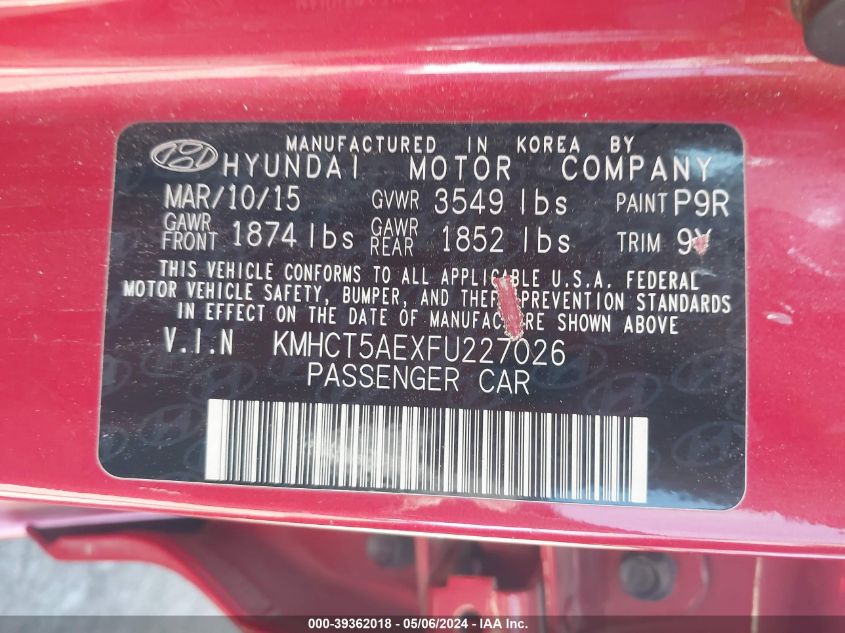 MANUFACTURED IN KOREA BY
HYUNDAI MOTOR COMPANY
MAR/10/15 GVWR 3549 lbs PAINT P9R
GAWR FRONT 1874 lbs GAWR REAR 1852 lbs TRIM
THIS VEHICLE CONFORMS TO ALL APPLICABLE U.S.A. FEDERAL
MOTOR VEHICLE SAFETY, BUMPER, AND THEFT PREVENTION STANDARDS
IN EFFECT ON THE DATE OF MANUFACTURE SHOWN ABOVE
V.I.N KMHCT5AEXFU227026
PASSENGER CAR
000-39362018 - 05/06/2024 - IAA Inc.